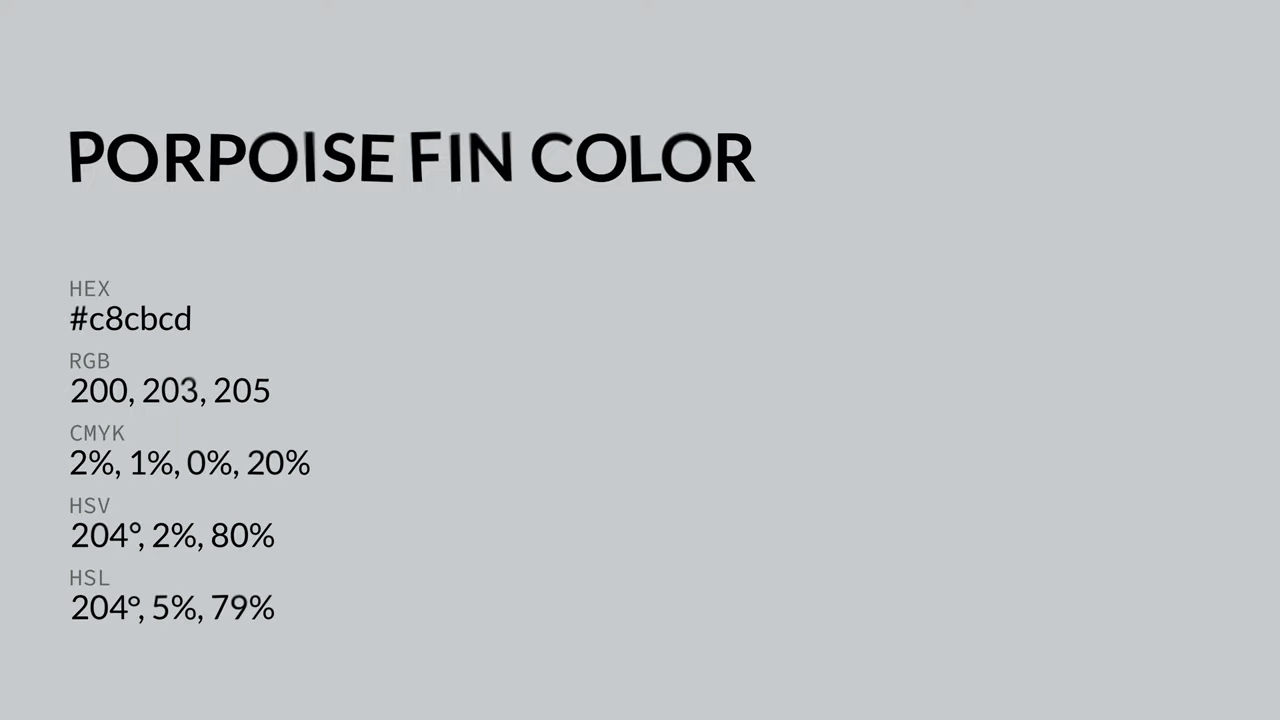 PORPOISE FIN COLOR
HEX
#c8cbcd
RGB
200, 203, 205
CMYK
2%, 1%, 0%, 20%
HSV
204°, 2%, 80%
HSL
204°, 5%, 79%